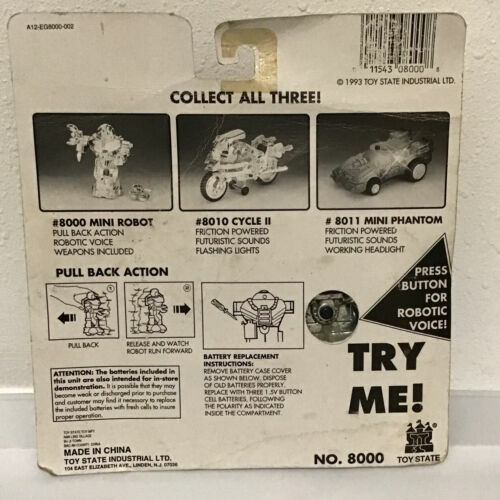 A12-EG8000-002
11543 08000
© 1993 TOY STATE INDUSTRIAL LTD.
COLLECT ALL THREE!
#8000 MINI ROBOT
PULL BACK ACTION
ROBOTIC VOICE
WEAPONS INCLUDED
#8010 CYCLE II
FRICTION POWERED
FUTURISTIC SOUNDS
FLASHING LIGHTS
# 8011 MINI PHANTOM
FRICTION POWERED
FUTURISTIC SOUNDS
WORKING HEADLIGHT
PULL BACK ACTION
PULL BACK
RELEASE AND WATCH
ROBOT RUN FORWARD
ATTENTION: The batteries included in
this unit are also intended for in-store
demonstration. It is possible that they may
become weak or discharged prior to purchase
and customer may find it necessary to replace
the included batteries with fresh cells to insure
proper operation.
BATTERY REPLACEMENT
INSTRUCTIONS:
REMOVE BATTERY CASE COVER
AS SHOWN BELOW. DISPOSE
OF OLD BATTERIES PROPERLY.
REPLACE WITH THREE 1.5V BUTTON
CELL BATTERIES, FOLLOWING
THE POLARITY AS INDICATED
INSIDE THE COMPARTMENT.
PRESS
BUTTON
FOR
ROBOTIC
VOICE!
TRY
ME!
MADE IN CHINA
TOY STATE INDUSTRIAL LTD.
104 EAST ELIZABETH AVE., LINDEN, N.J. 07036
NO. 8000
TOY STATE